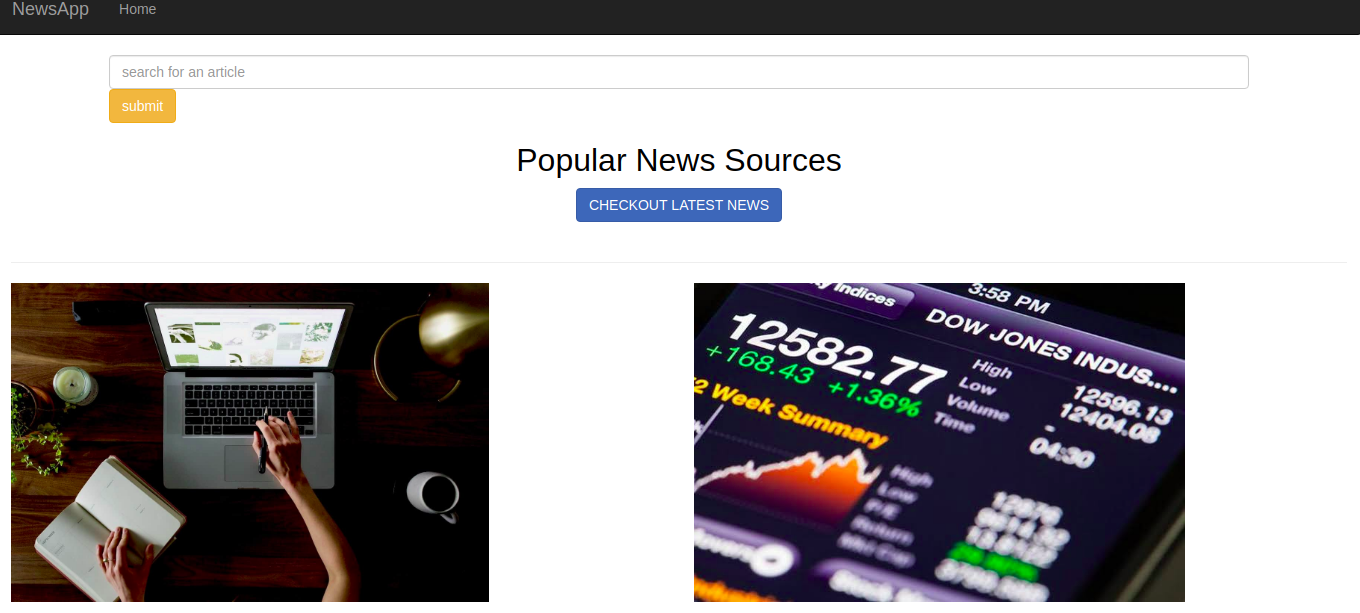 NewsApp Home
search for an article
submit
Popular News Sources
CHECKOUT LATEST NEWS
Indices
3:58 PM
DOW JONES INDUS....
12582.77
+168.43 +1.36%
High 12596.13
Low 12404.08
Volume -
Time 04:30
2 Week Summary
High
Low
P/E
Return
Mkt Cap